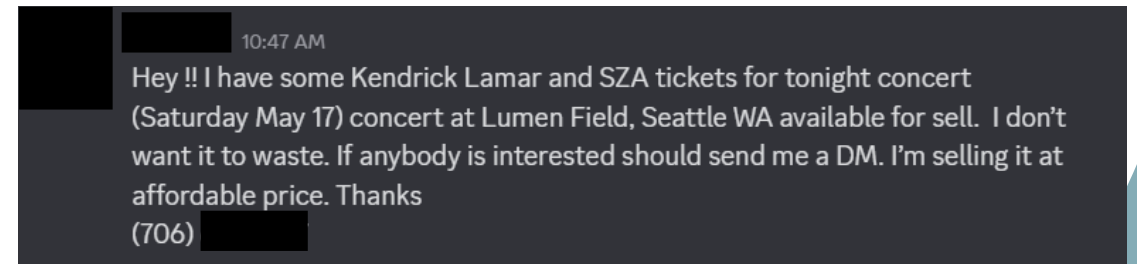 10:47 AM
Hey !! I have some Kendrick Lamar and SZA tickets for tonight concert
(Saturday May 17) concert at Lumen Field, Seattle WA available for sell.  I don’t
want it to waste. If anybody is interested should send me a DM. I’m selling it at
affordable price. Thanks
(706)